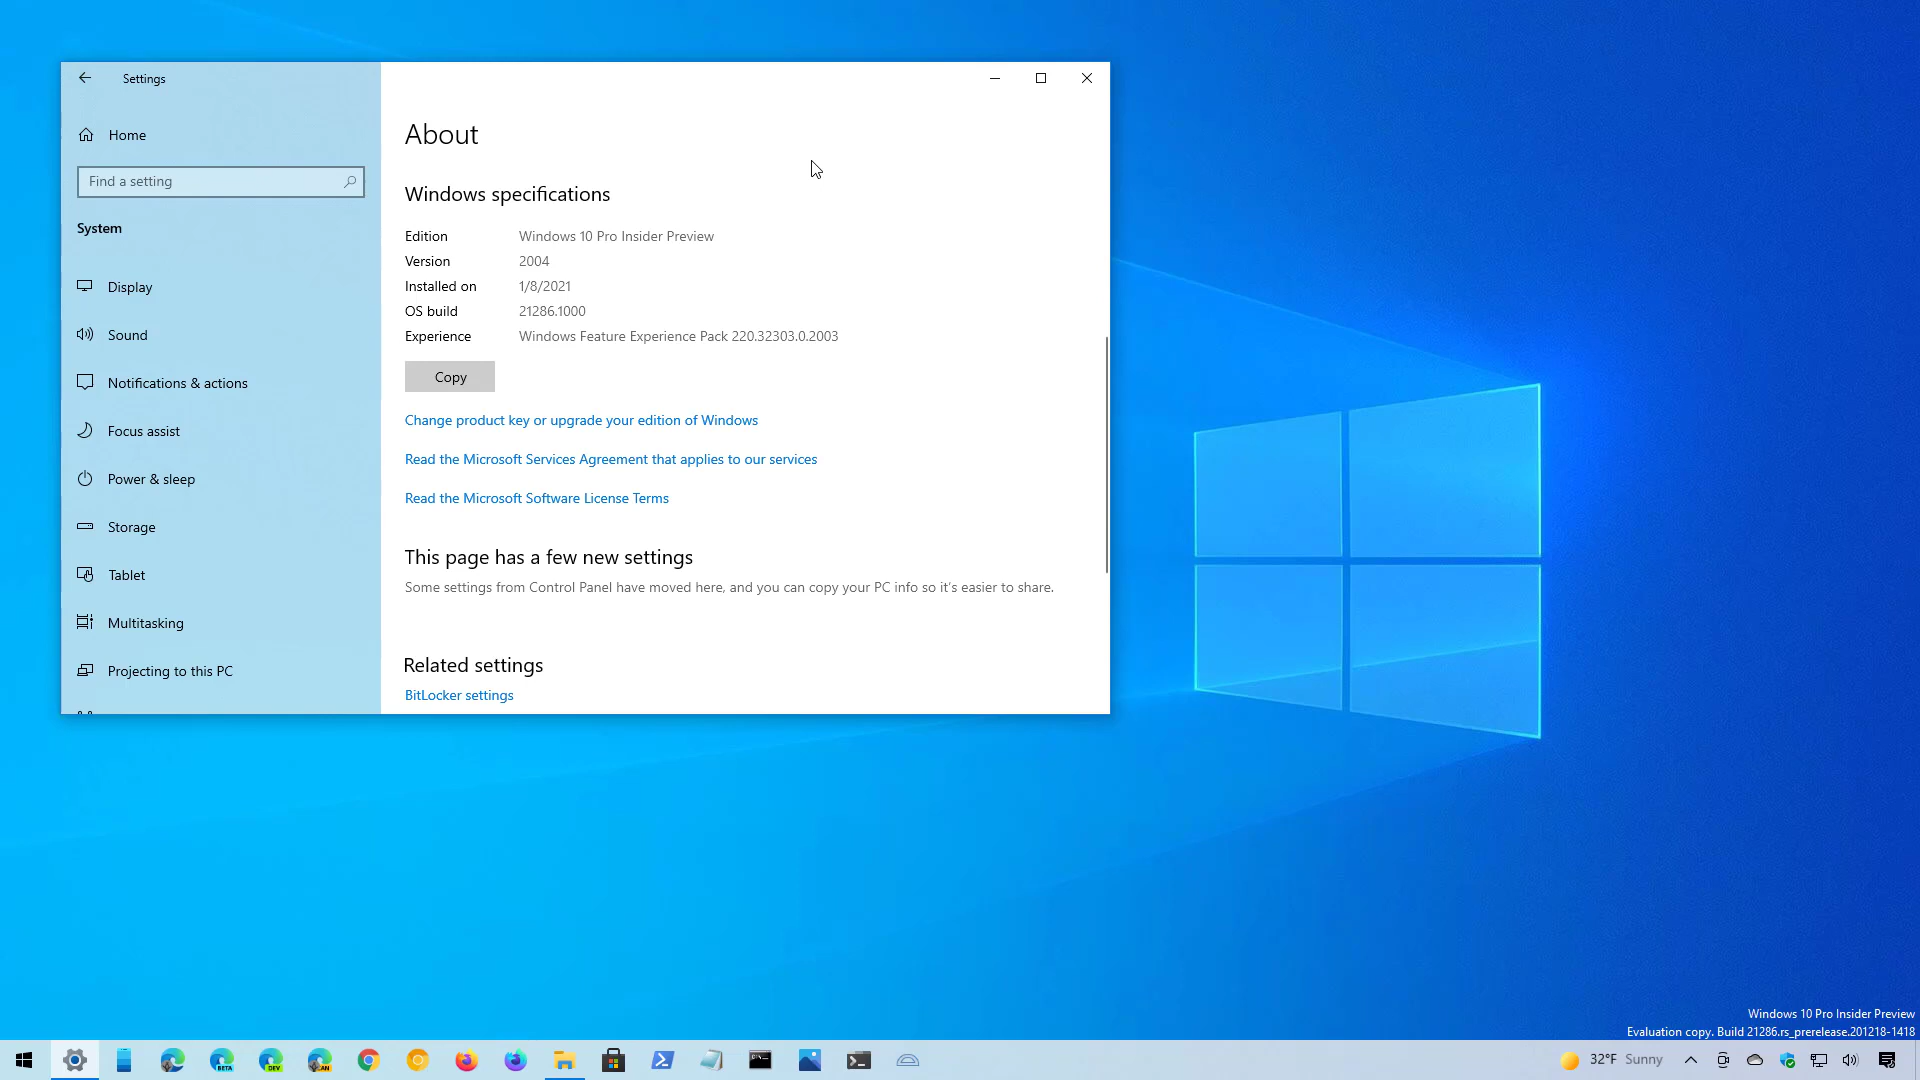 Settings
Home
Find a setting
System
Display
Sound
Notifications & actions
Focus assist
Power & sleep
Storage
Tablet
Multitasking
Projecting to this PC
About
Windows specifications
Edition Windows 10 Pro Insider Preview
Version 2004
Installed on 1/8/2021
OS build 21286.1000
Experience Windows Feature Experience Pack 220.32303.0.2003
Copy
Change product key or upgrade your edition of Windows
Read the Microsoft Services Agreement that applies to our services
Read the Microsoft Software License Terms
This page has a few new settings
Some settings from Control Panel have moved here, and you can copy your PC info so it's easier to share.
Related settings
BitLocker settings
Windows 10 Pro Insider Preview
Evaluation copy. Build 21286.rs_prerelease.201218-1418
BETA
DEV
32°F Sunny